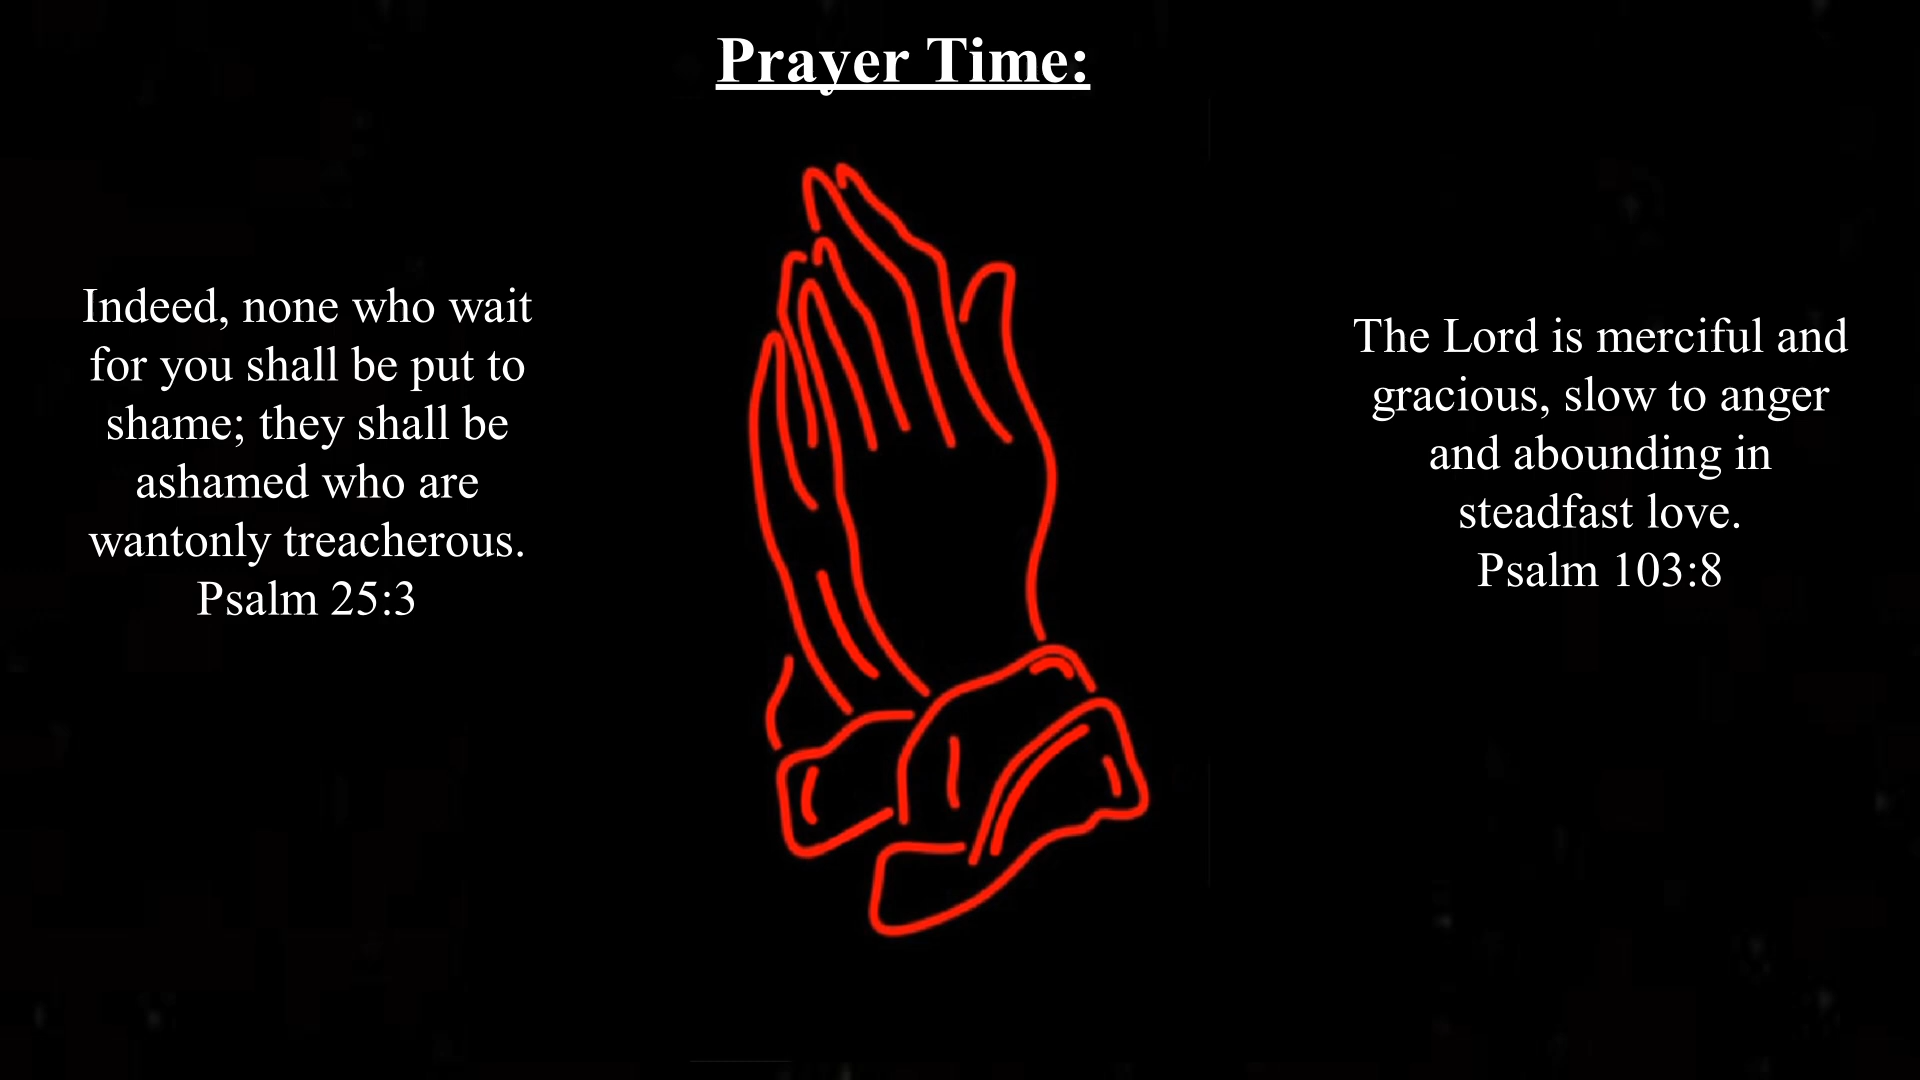 Prayer Time:
Indeed, none who wait
for you shall be put to
shame; they shall be
ashamed who are
wantonly treacherous.
Psalm 25:3
The Lord is merciful and
gracious, slow to anger
and abounding in
steadfast love.
Psalm 103:8